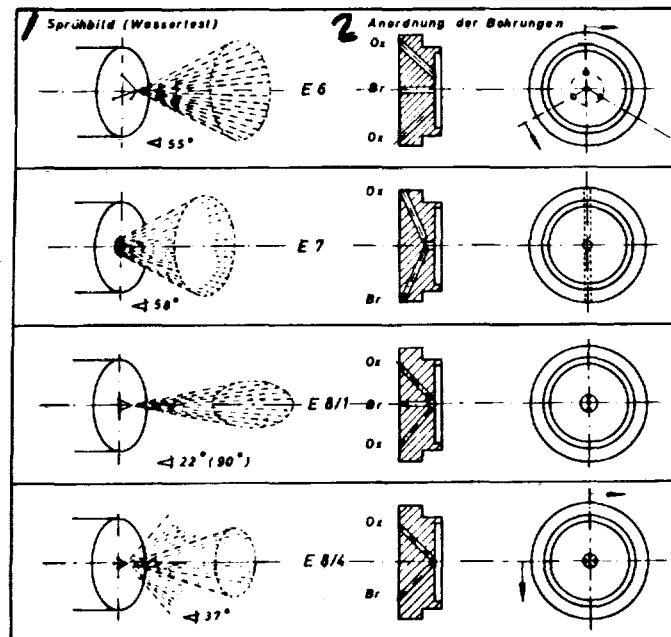 1 Sprühbild (Wassertest)
2 Anordnung der Bohrungen
Ox
Br
Ox
E 6
∢ 55°
Ox
Br
E 7
∢ 58°
Ox
Br
Ox
E 8/1
∢ 22° (90°)
Ox
Br
E 8/4
∢ 37°